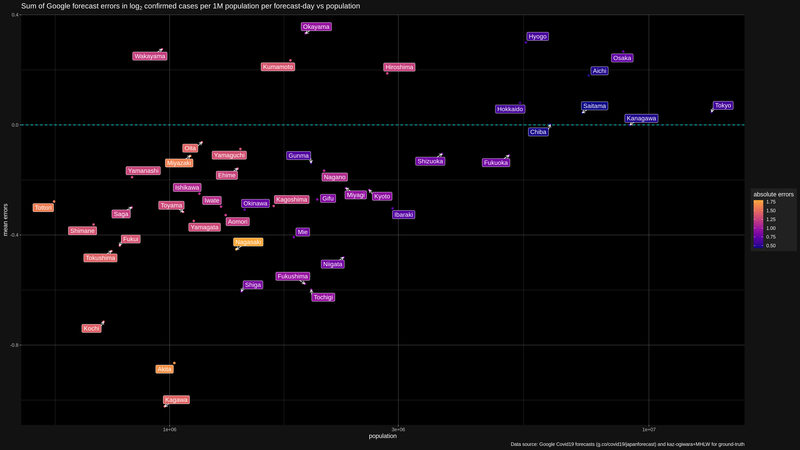 Sum of Google forecast errors in log2 confirmed cases per 1M population per forecast-day vs population
0.4
Okayama
Hyogo
Wakayama
Osaka
Kumamoto
Hiroshima
Aichi
Hokkaido
Saitama
Tokyo
Kanagawa
0.0
Chiba
Oita
Yamaguchi
Gunma
Miyazaki
Shizuoka
Fukuoka
Yamanashi
Ehime
Nagano
Ishikawa
Miyagi
Kyoto
Iwate
Kagoshima
Gifu
Toyama
Okinawa
Tottori
Saga
Ibaraki
Aomori
Yamagata
Shimane
Mie
Fukui
Nagasaki
-0.4
Tokushima
Niigata
Fukushima
Shiga
Tochigi
Kochi
-0.8
Akita
Kagawa
mean errors
1e+06
3e+06
1e+07
population
absolute errors
1.75
1.50
1.25
1.00
0.75
0.50
Data source: Google Covid19 forecasts (g.co/covid19/japanforecast) and kaz-ogiwara+MHLW for ground-truth